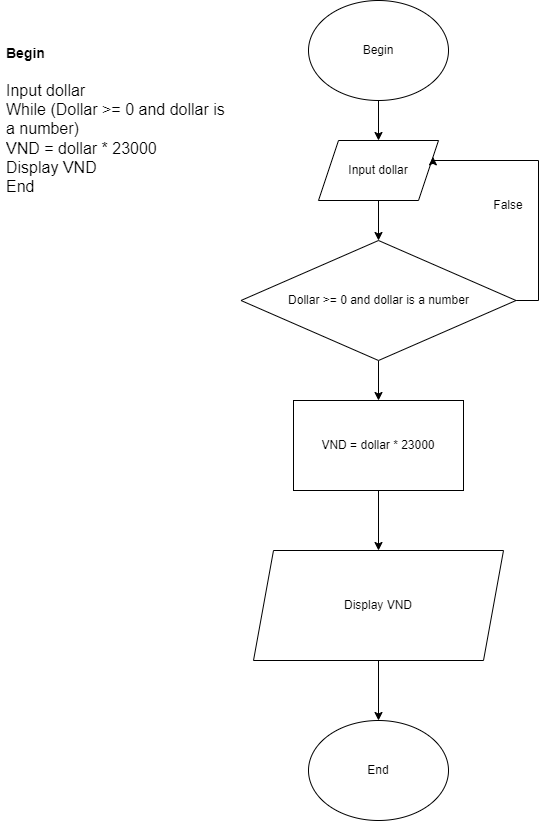 Begin
Input dollar
While (Dollar >= 0 and dollar is
a number)
VND = dollar * 23000
Display VND
End
Begin
Input dollar
False
Dollar >= 0 and dollar is a number
VND = dollar * 23000
Display VND
End